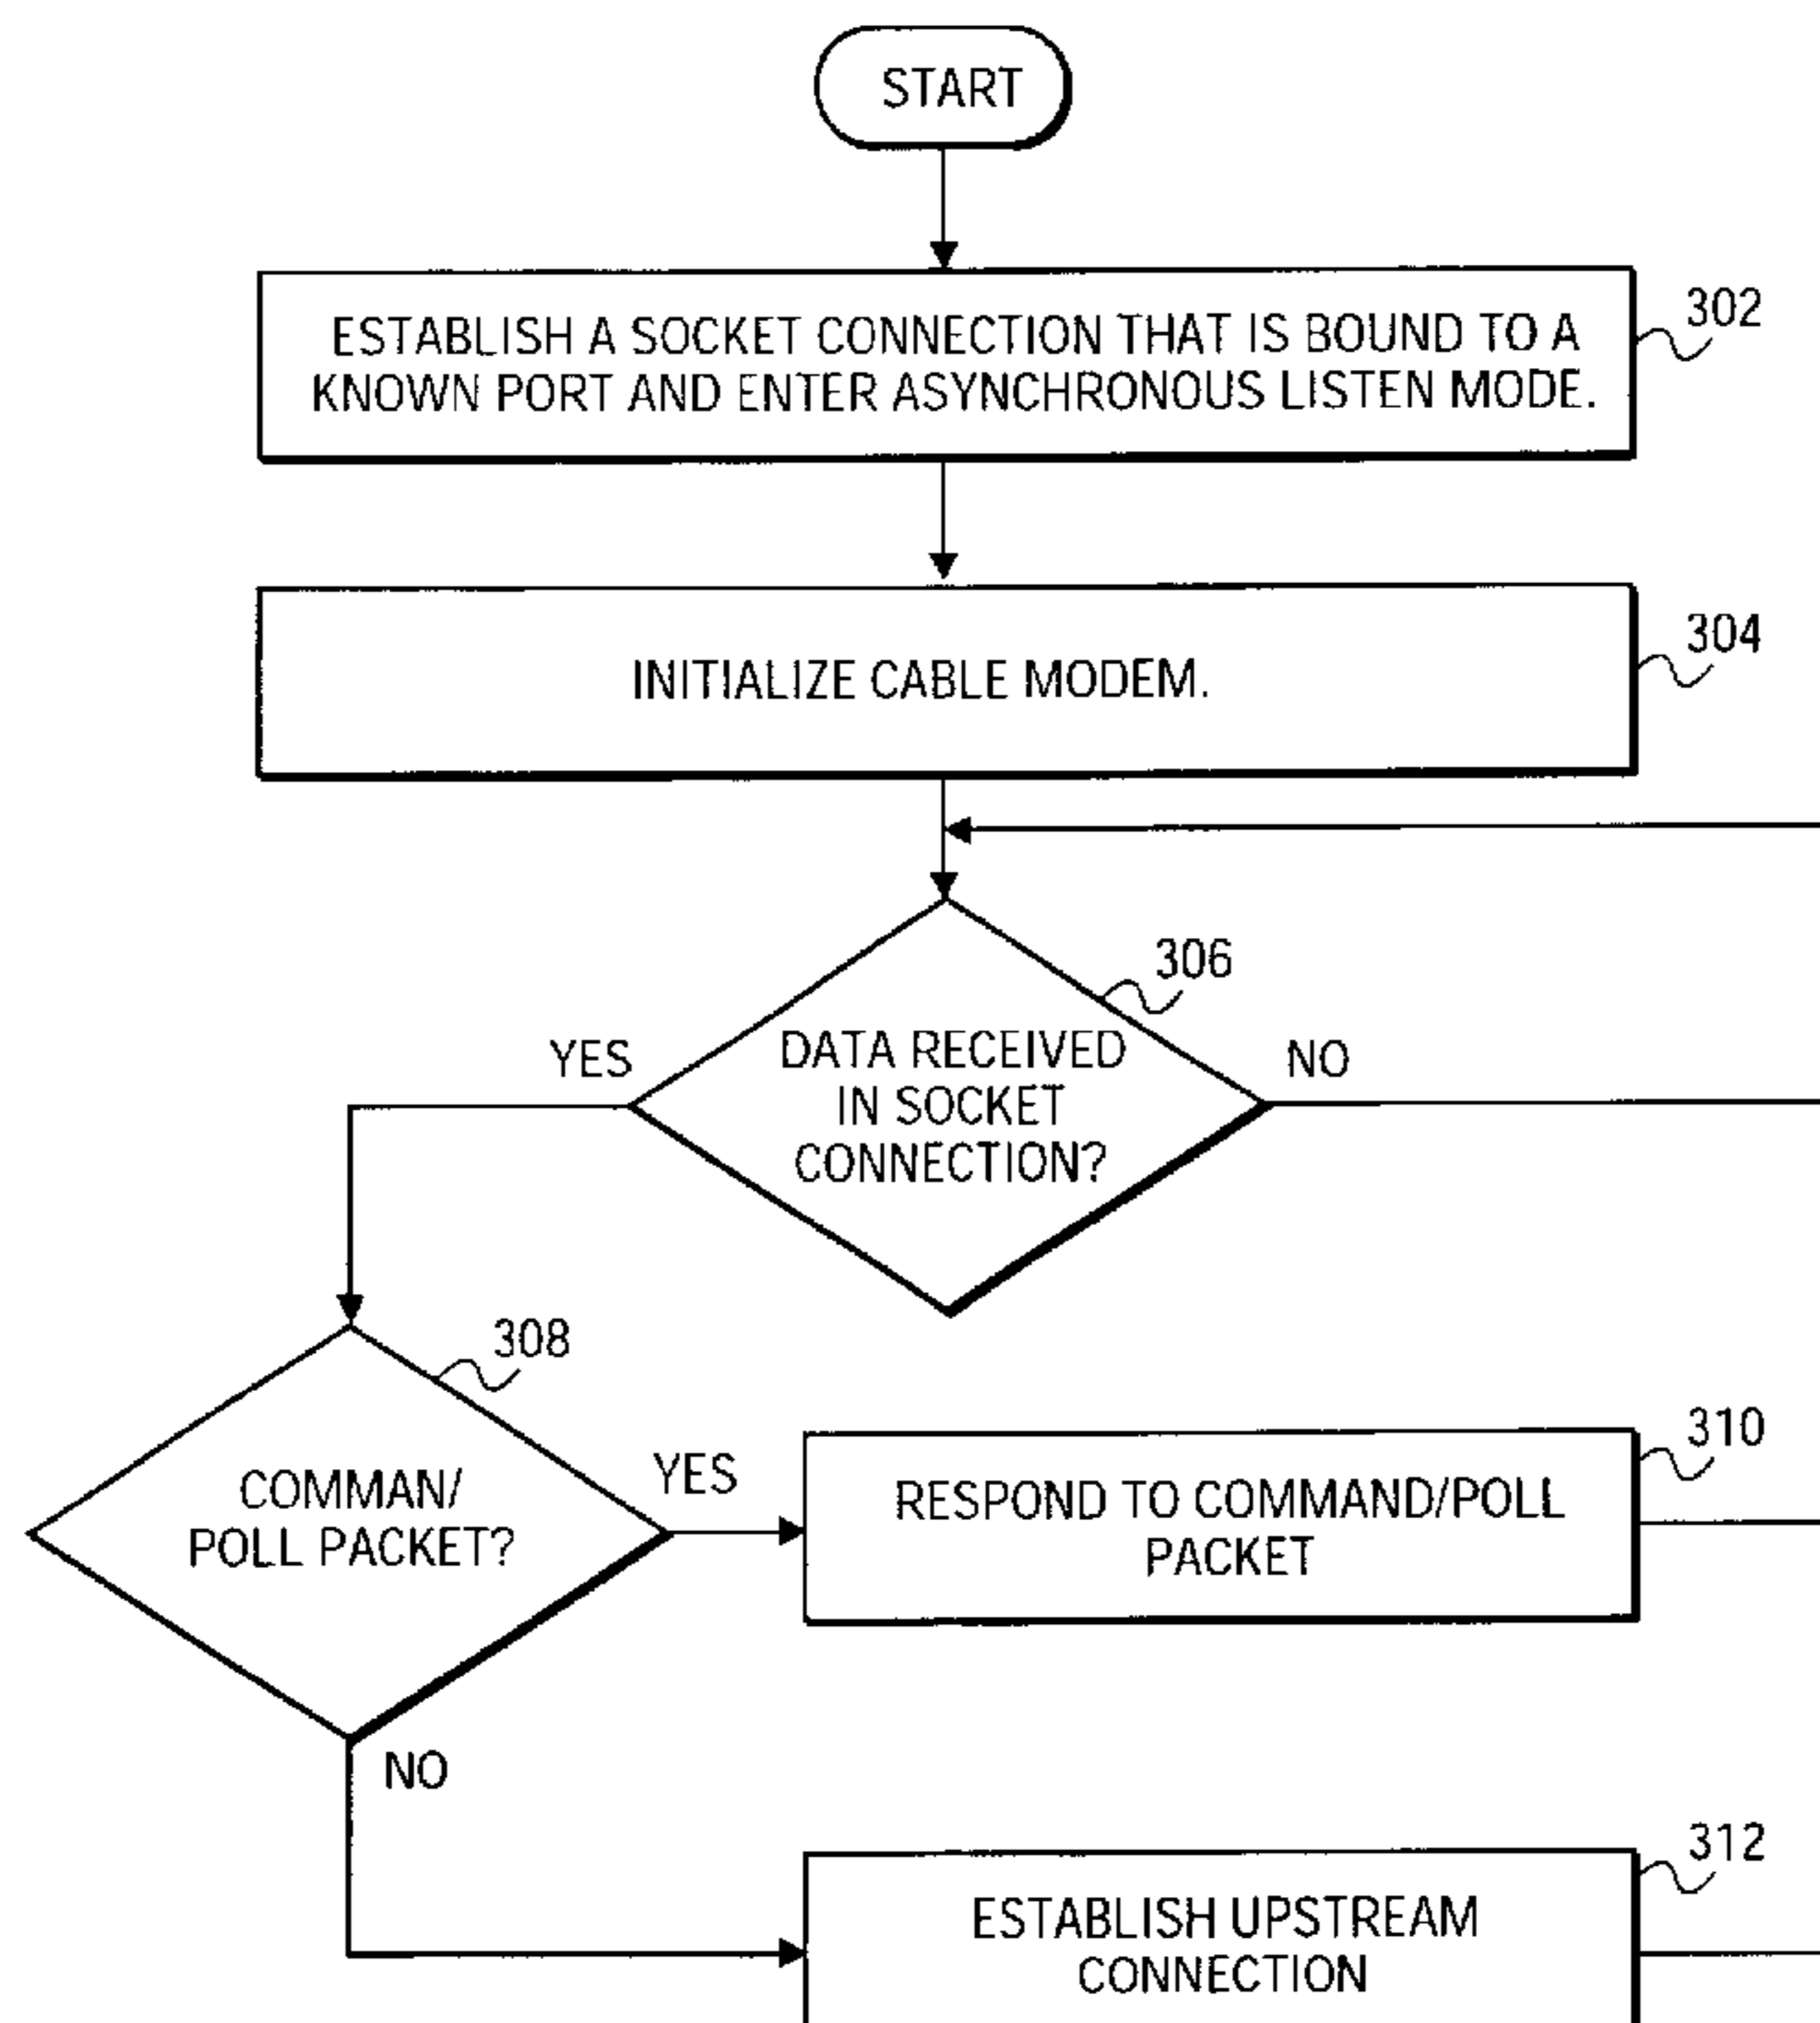 START
ESTABLISH A SOCKET CONNECTION THAT IS BOUND TO A
KNOWN PORT AND ENTER ASYNCHRONOUS LISTEN MODE.
302
INITIALIZE CABLE MODEM.
304
306
YES
DATA RECEIVED
IN SOCKET
CONNECTION?
NO
308
COMMAN/
POLL PACKET?
YES
RESPOND TO COMMAND/POLL
PACKET
310
NO
ESTABLISH UPSTREAM
CONNECTION
312